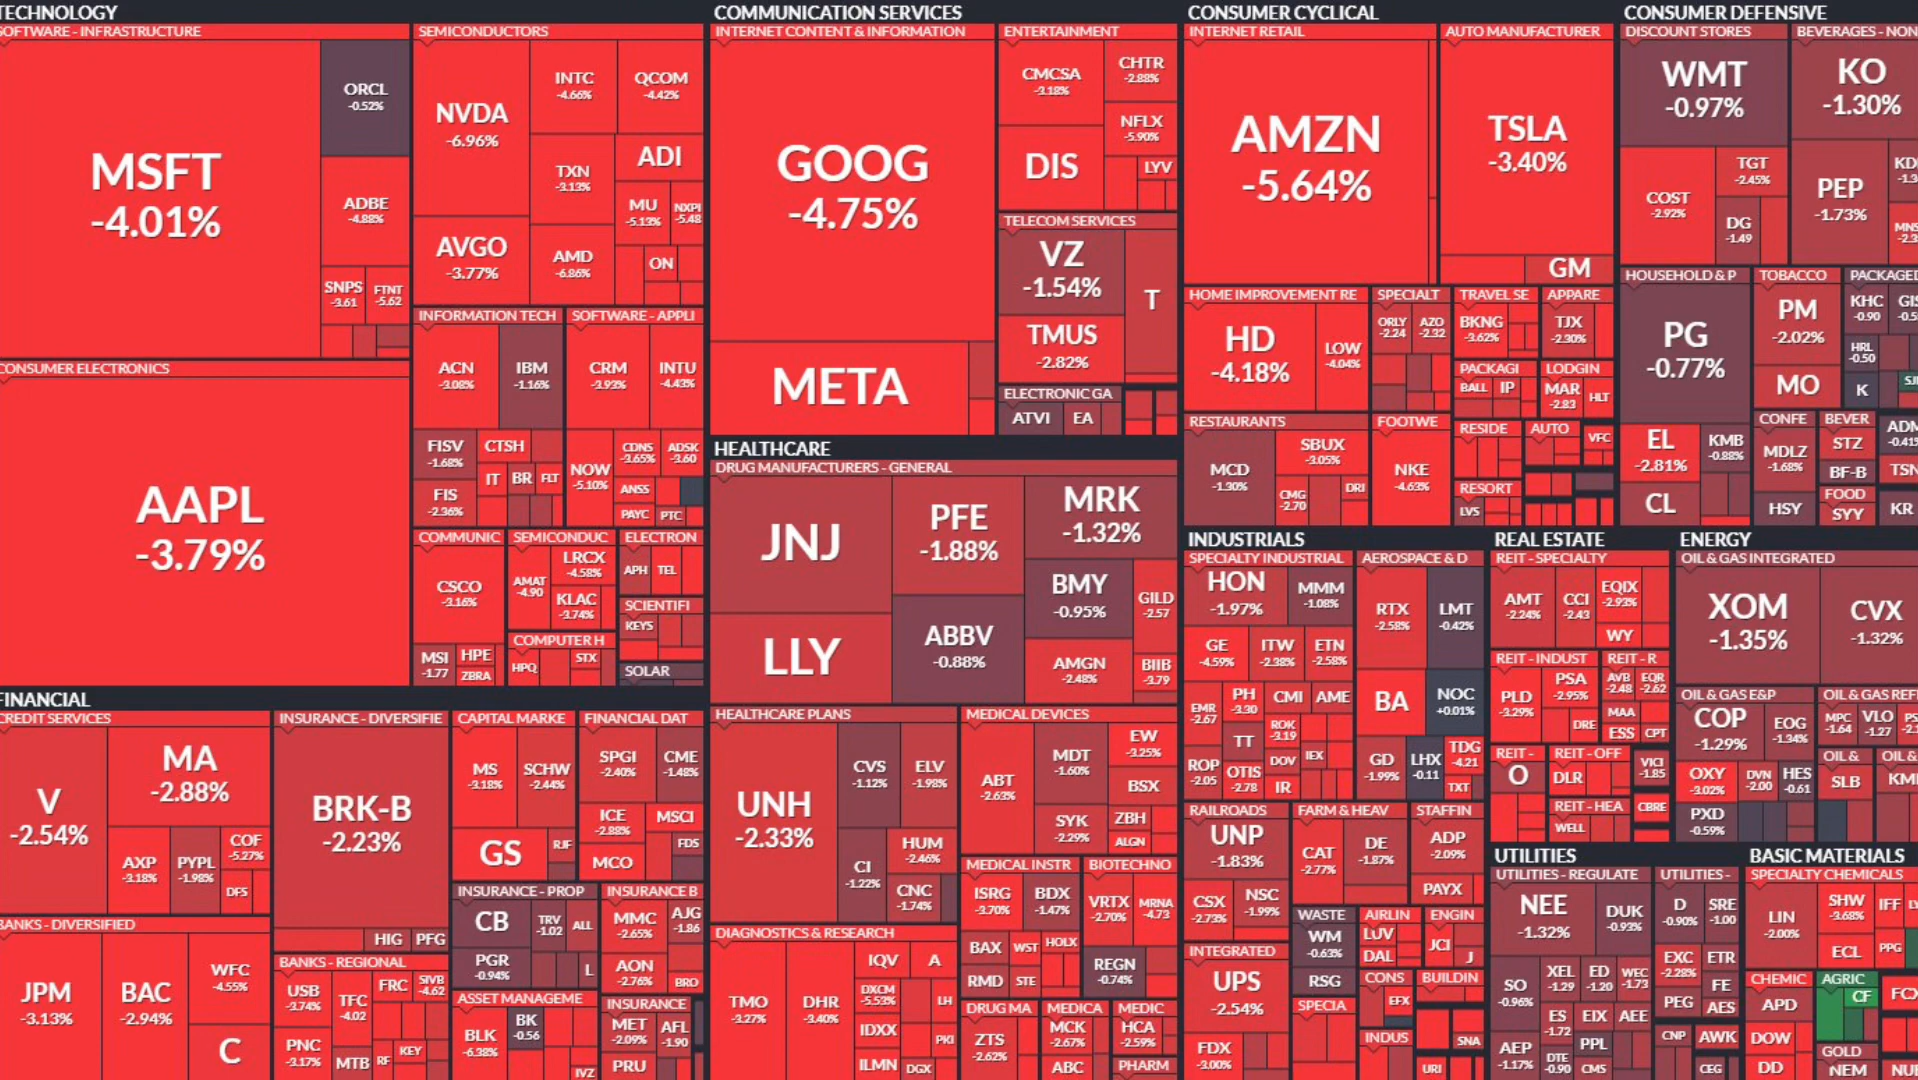 TECHNOLOGY
SOFTWARE - INFRASTRUCTURE
MSFT
-4.01%
ORCL
-0.52%
ADBE
-4.88%
SNPS
-3.61
FTNT
-5.62
CONSUMER ELECTRONICS
AAPL
-3.79%
SEMICONDUCTORS
NVDA
-6.96%
INTC
-4.66%
QCOM
-4.42%
TXN
-3.13%
ADI
MU
-5.13%
NXPI
-5.48
AVGO
-3.77%
AMD
-6.86%
ON
INFORMATION TECH
ACN
-3.08%
IBM
-1.16%
FISV
-1.68%
CTSH
FIS
-2.36%
IT
BR
FLT
SOFTWARE - APPLI
CRM
-3.93%
INTU
-4.43%
NOW
-5.10%
CDNS
-3.65%
ADSK
-3.60
ANSS
PAYC
PTC
COMMUNIC
CSCO
-3.16%
MSI
-1.77
HPE
ZBRA
SEMICONDUC
AMAT
-4.90
LRCX
-4.58%
KLAC
-3.74%
COMPUTER H
HPQ
STX
ELECTRON
APH
TEL
SCIENTIFI
KEYS
SOLAR
FINANCIAL
CREDIT SERVICES
V
-2.54%
MA
-2.88%
AXP
-3.18%
PYPL
-1.98%
COF
-5.27%
DFS
BANKS - DIVERSIFIED
JPM
-3.13%
BAC
-2.94%
WFC
-4.55%
C
INSURANCE - DIVERSIFIE
BRK-B
-2.23%
HIG
PFG
BANKS - REGIONAL
USB
-3.74%
TFC
-4.02
FRC
SIVB
-4.62
PNC
-3.17%
MTB
RF
KEY
CAPITAL MARKE
MS
-3.18%
SCHW
-2.44%
GS
RJF
FINANCIAL DAT
SPGI
-2.40%
CME
-1.48%
ICE
-2.88%
MSCI
MCO
FDS
INSURANCE - PROP
CB
TRV
-1.02
ALL
PGR
-0.94%
L
INSURANCE B
MMC
-2.65%
AJG
-1.86
AON
-2.76%
BRO
ASSET MANAGEME
BLK
-6.38%
BK
-0.56
IVZ
INSURANCE
MET
-2.09%
AFL
-1.90
PRU
COMMUNICATION SERVICES
INTERNET CONTENT & INFORMATION
GOOG
-4.75%
META
ENTERTAINMENT
CMCSA
-3.18%
CHTR
-2.88%
NFLX
-5.90%
DIS
LYV
TELECOM SERVICES
VZ
-1.54%
T
TMUS
-2.82%
ELECTRONIC GA
ATVI
EA
HEALTHCARE
DRUG MANUFACTURERS - GENERAL
JNJ
LLY
PFE
-1.88%
MRK
-1.32%
ABBV
-0.88%
BMY
-0.95%
GILD
-2.57
AMGN
-2.48%
BIIB
-3.79
HEALTHCARE PLANS
UNH
-2.33%
CVS
-1.12%
ELV
-1.98%
CI
-1.22%
HUM
-2.46%
CNC
-1.74%
MEDICAL DEVICES
ABT
-2.63%
MDT
-1.60%
EW
-3.25%
BSX
SYK
-2.29%
ZBH
ALGN
MEDICAL INSTR
ISRG
-3.70%
BDX
-1.47%
BAX
WST
HOLX
RMD
STE
BIOTECHNO
VRTX
-2.70%
MRNA
-4.73
REGN
-0.74%
DIAGNOSTICS & RESEARCH
TMO
-3.27%
DHR
-3.40%
IQV
A
DXCM
-5.53%
LH
IDXX
PKI
ILMN
DGX
DRUG MA
ZTS
-2.62%
MEDICA
MCK
-2.67%
ABC
MEDIC
HCA
-2.59%
PHARM
CONSUMER CYCLICAL
INTERNET RETAIL
AMZN
-5.64%
AUTO MANUFACTURER
TSLA
-3.40%
GM
HOME IMPROVEMENT RE
HD
-4.18%
LOW
-4.04%
SPECIALT
ORLY
-2.24
AZO
-2.32
TRAVEL SE
BKNG
-3.62%
APPARE
TJX
-2.30%
PACKAGI
BALL
IP
LODGIN
MAR
-2.83
HLT
RESTAURANTS
MCD
-1.30%
SBUX
-3.05%
CMG
-2.70
DRI
FOOTWE
NKE
-4.63%
RESIDE
AUTO
VFC
RESORT
LVS
CONSUMER DEFENSIVE
DISCOUNT STORES
WMT
-0.97%
COST
-2.92%
TGT
-2.45%
DG
-1.49
BEVERAGES - NON
KO
-1.30%
PEP
-1.73%
KD
-1.3
MNS
-2.3
HOUSEHOLD & P
PG
-0.77%
EL
-2.81%
KMB
-0.88%
CL
TOBACCO
PM
-2.02%
MO
PACKAGED
KHC
-0.90
GIS
-0.5
HRL
-0.50
K
SJ
CONFE
MDLZ
-1.68%
HSY
BEVER
STZ
BF-B
FOOD
SYY
ADM
-0.41
TSN
KR
INDUSTRIALS
SPECIALTY INDUSTRIAL
HON
-1.97%
MMM
-1.08%
GE
-4.59%
ITW
-2.38%
ETN
-2.58%
EMR
-2.67
PH
-3.30
CMI
AME
ROK
-3.19
TT
DOV
IEX
ROP
-2.05
OTIS
-2.78
IR
AEROSPACE & D
RTX
-2.58%
LMT
-0.42%
BA
NOC
+0.01%
GD
-1.99%
LHX
-0.11
TDG
-4.21
TXT
RAILROADS
UNP
-1.83%
CSX
-2.73%
NSC
-1.99%
FARM & HEAV
CAT
-2.77%
DE
-1.87%
STAFFIN
ADP
-2.09%
PAYX
INTEGRATED
UPS
-2.54%
FDX
-3.00%
WASTE
WM
-0.63%
RSG
AIRLIN
LUV
DAL
ENGIN
JCI
J
SPECIA
CONS
EFX
BUILDIN
INDUS
SNA
URI
REAL ESTATE
REIT - SPECIALTY
AMT
-2.24%
CCI
-2.43
EQIX
-2.93%
WY
REIT - INDUST
PLD
-3.29%
PSA
-2.95%
DRE
REIT - R
AVB
-2.48
EQR
-2.62
MAA
ESS
CPT
REIT -
O
REIT - OFF
DLR
VICI
-1.85
REIT - HEA
WELL
CBRE
ENERGY
OIL & GAS INTEGRATED
XOM
-1.35%
CVX
-1.32%
OIL & GAS E&P
COP
-1.29%
EOG
-1.34%
OXY
-3.02%
DVN
-2.00
HES
-0.61
PXD
-0.59%
OIL & GAS REFI
MPC
-1.64
VLO
-1.27
PS
-2.1
OIL &
SLB
OIL &
KM
UTILITIES
UTILITIES - REGULATE
NEE
-1.32%
DUK
-0.93%
SO
-0.96%
XEL
-1.29
ED
-1.20
WEC
-1.73
ES
-1.72
EIX
AEE
AEP
-1.17%
DTE
-0.90
PPL
CMS
UTILITIES -
D
-0.90%
SRE
-1.00
EXC
-2.28%
ETR
FE
PEG
AES
CNP
AWK
CEG
BASIC MATERIALS
SPECIALTY CHEMICALS
LIN
-2.00%
SHW
-3.68%
IFF
ECL
PPG
CHEMIC
APD
DOW
DD
AGRIC
CF
FCX
GOLD
NEM
NU